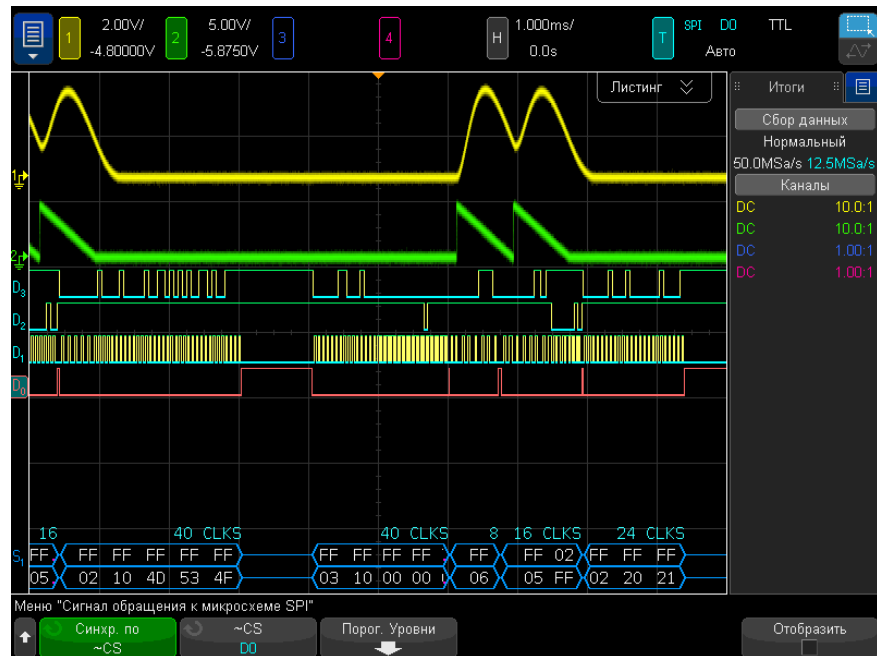 1 2.00V/ 2 5.00V/ 3 4 H 1.000ms/ T SPI D0 TTL
-4.80000V -5.8750V 0.0s Авто
Листинг
Итоги
Сбор данных
Нормальный
50.0MSa/s 12.5MSa/s
Каналы
DC 10.0:1
DC 10.0:1
DC 1.00:1
DC 1.00:1
1
2
D3
D2
D1
D0
16 40 CLKS 40 CLKS 8 16 CLKS 24 CLKS
S1 FF FF FF FF FF FF FF FF FF FF FF FF 02 FF FF FF
05 02 10 4D 53 4F 03 10 00 00 06 05 FF 02 20 21
Меню "Сигнал обращения к микросхеме SPI"
Синхр. по ~CS Порог. Уровни Отобразить
~CS D0